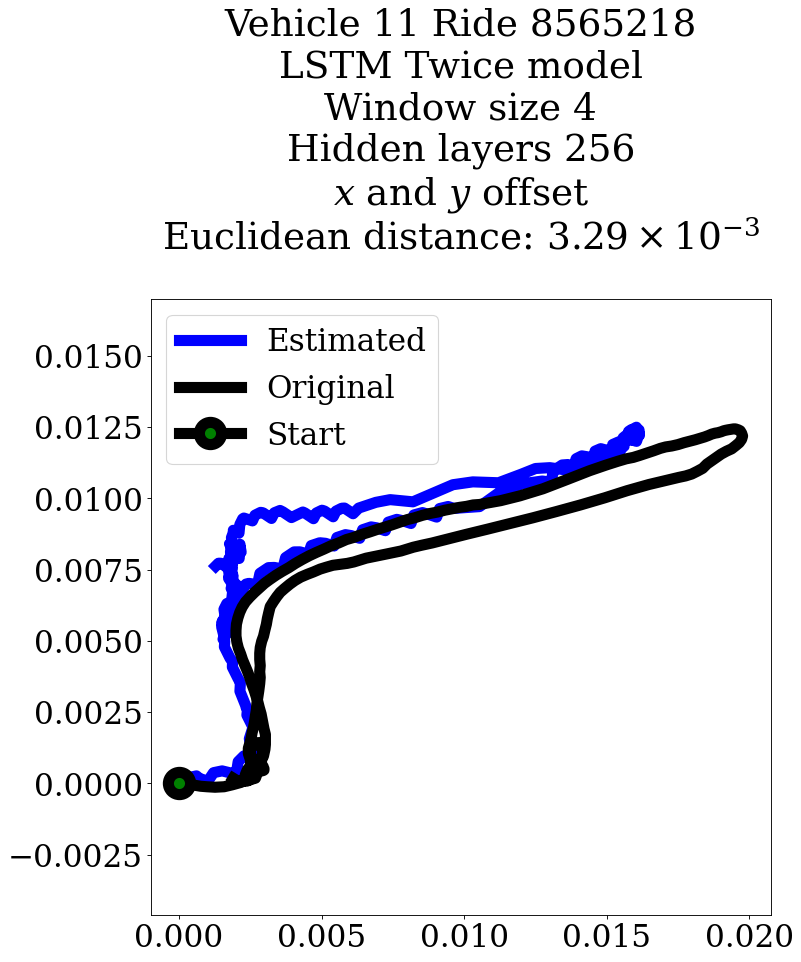 Vehicle 11 Ride 8565218
LSTM Twice model
Window size 4
Hidden layers 256
x and y offset
Euclidean distance: 3.29 × 10⁻³
Estimated
Original
Start
0.0150
0.0125
0.0100
0.0075
0.0050
0.0025
0.0000
−0.0025
0.000 0.005 0.010 0.015 0.020